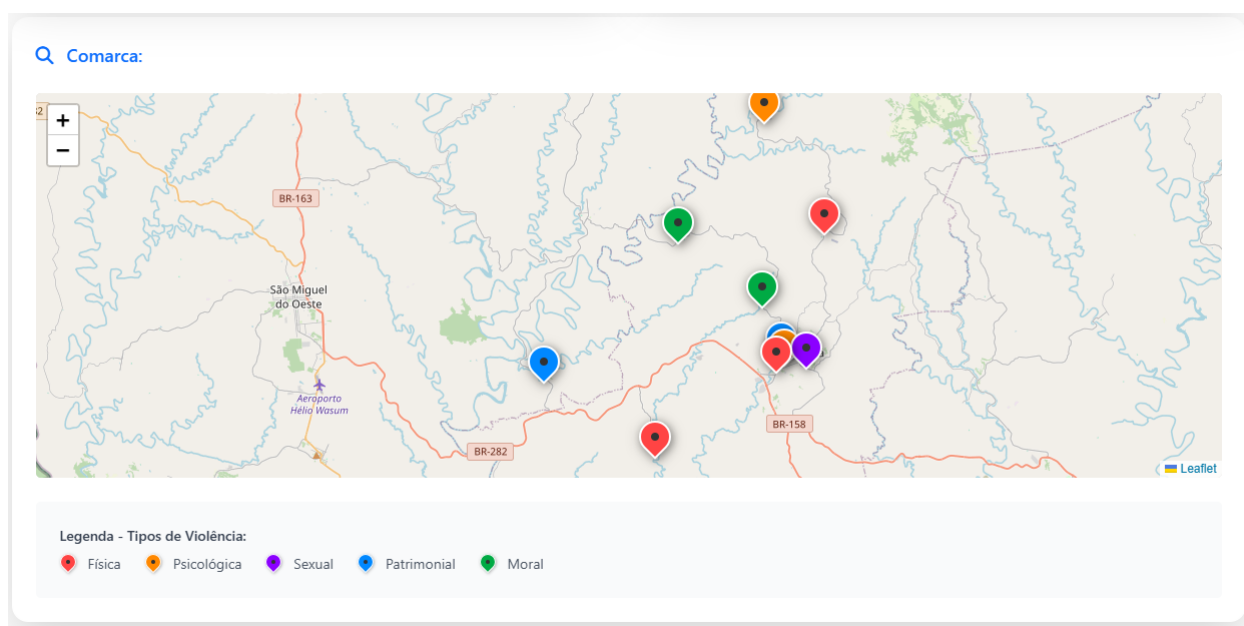 Comarca:
+
−
BR-163
São Miguel
do Oeste
Aeroporto
Hélio Wasum
BR-282
BR-158
Leaflet
Legenda - Tipos de Violência:
Física Psicológica Sexual Patrimonial Moral